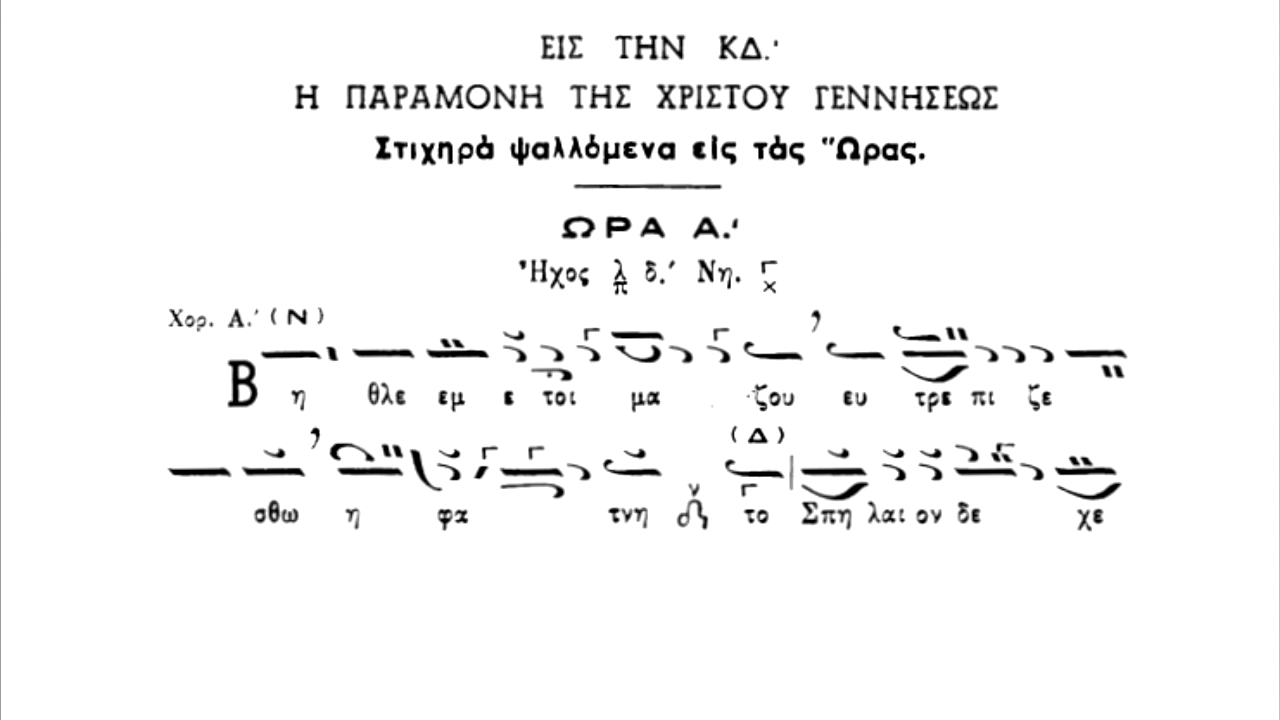 ΕΙΣ ΤΗΝ ΚΔ.'
Η ΠΑΡΑΜΟΝΗ ΤΗΣ ΧΡΙΣΤΟΥ ΓΕΝΝΗΣΕΩΣ
Στιχηρὰ ψαλλόμενα εἰς τὰς Ὥρας.
ΩΡΑ Α.'
Ἦχος λ π δ.' Νη. Γ χ
Χορ. Α.' (Ν)
Βη θλε εμ ε τοι μα ζου ευ τρε πι ζε
(Δ)
σθω η φα τνη ν το Σπη λαι ον δε χε